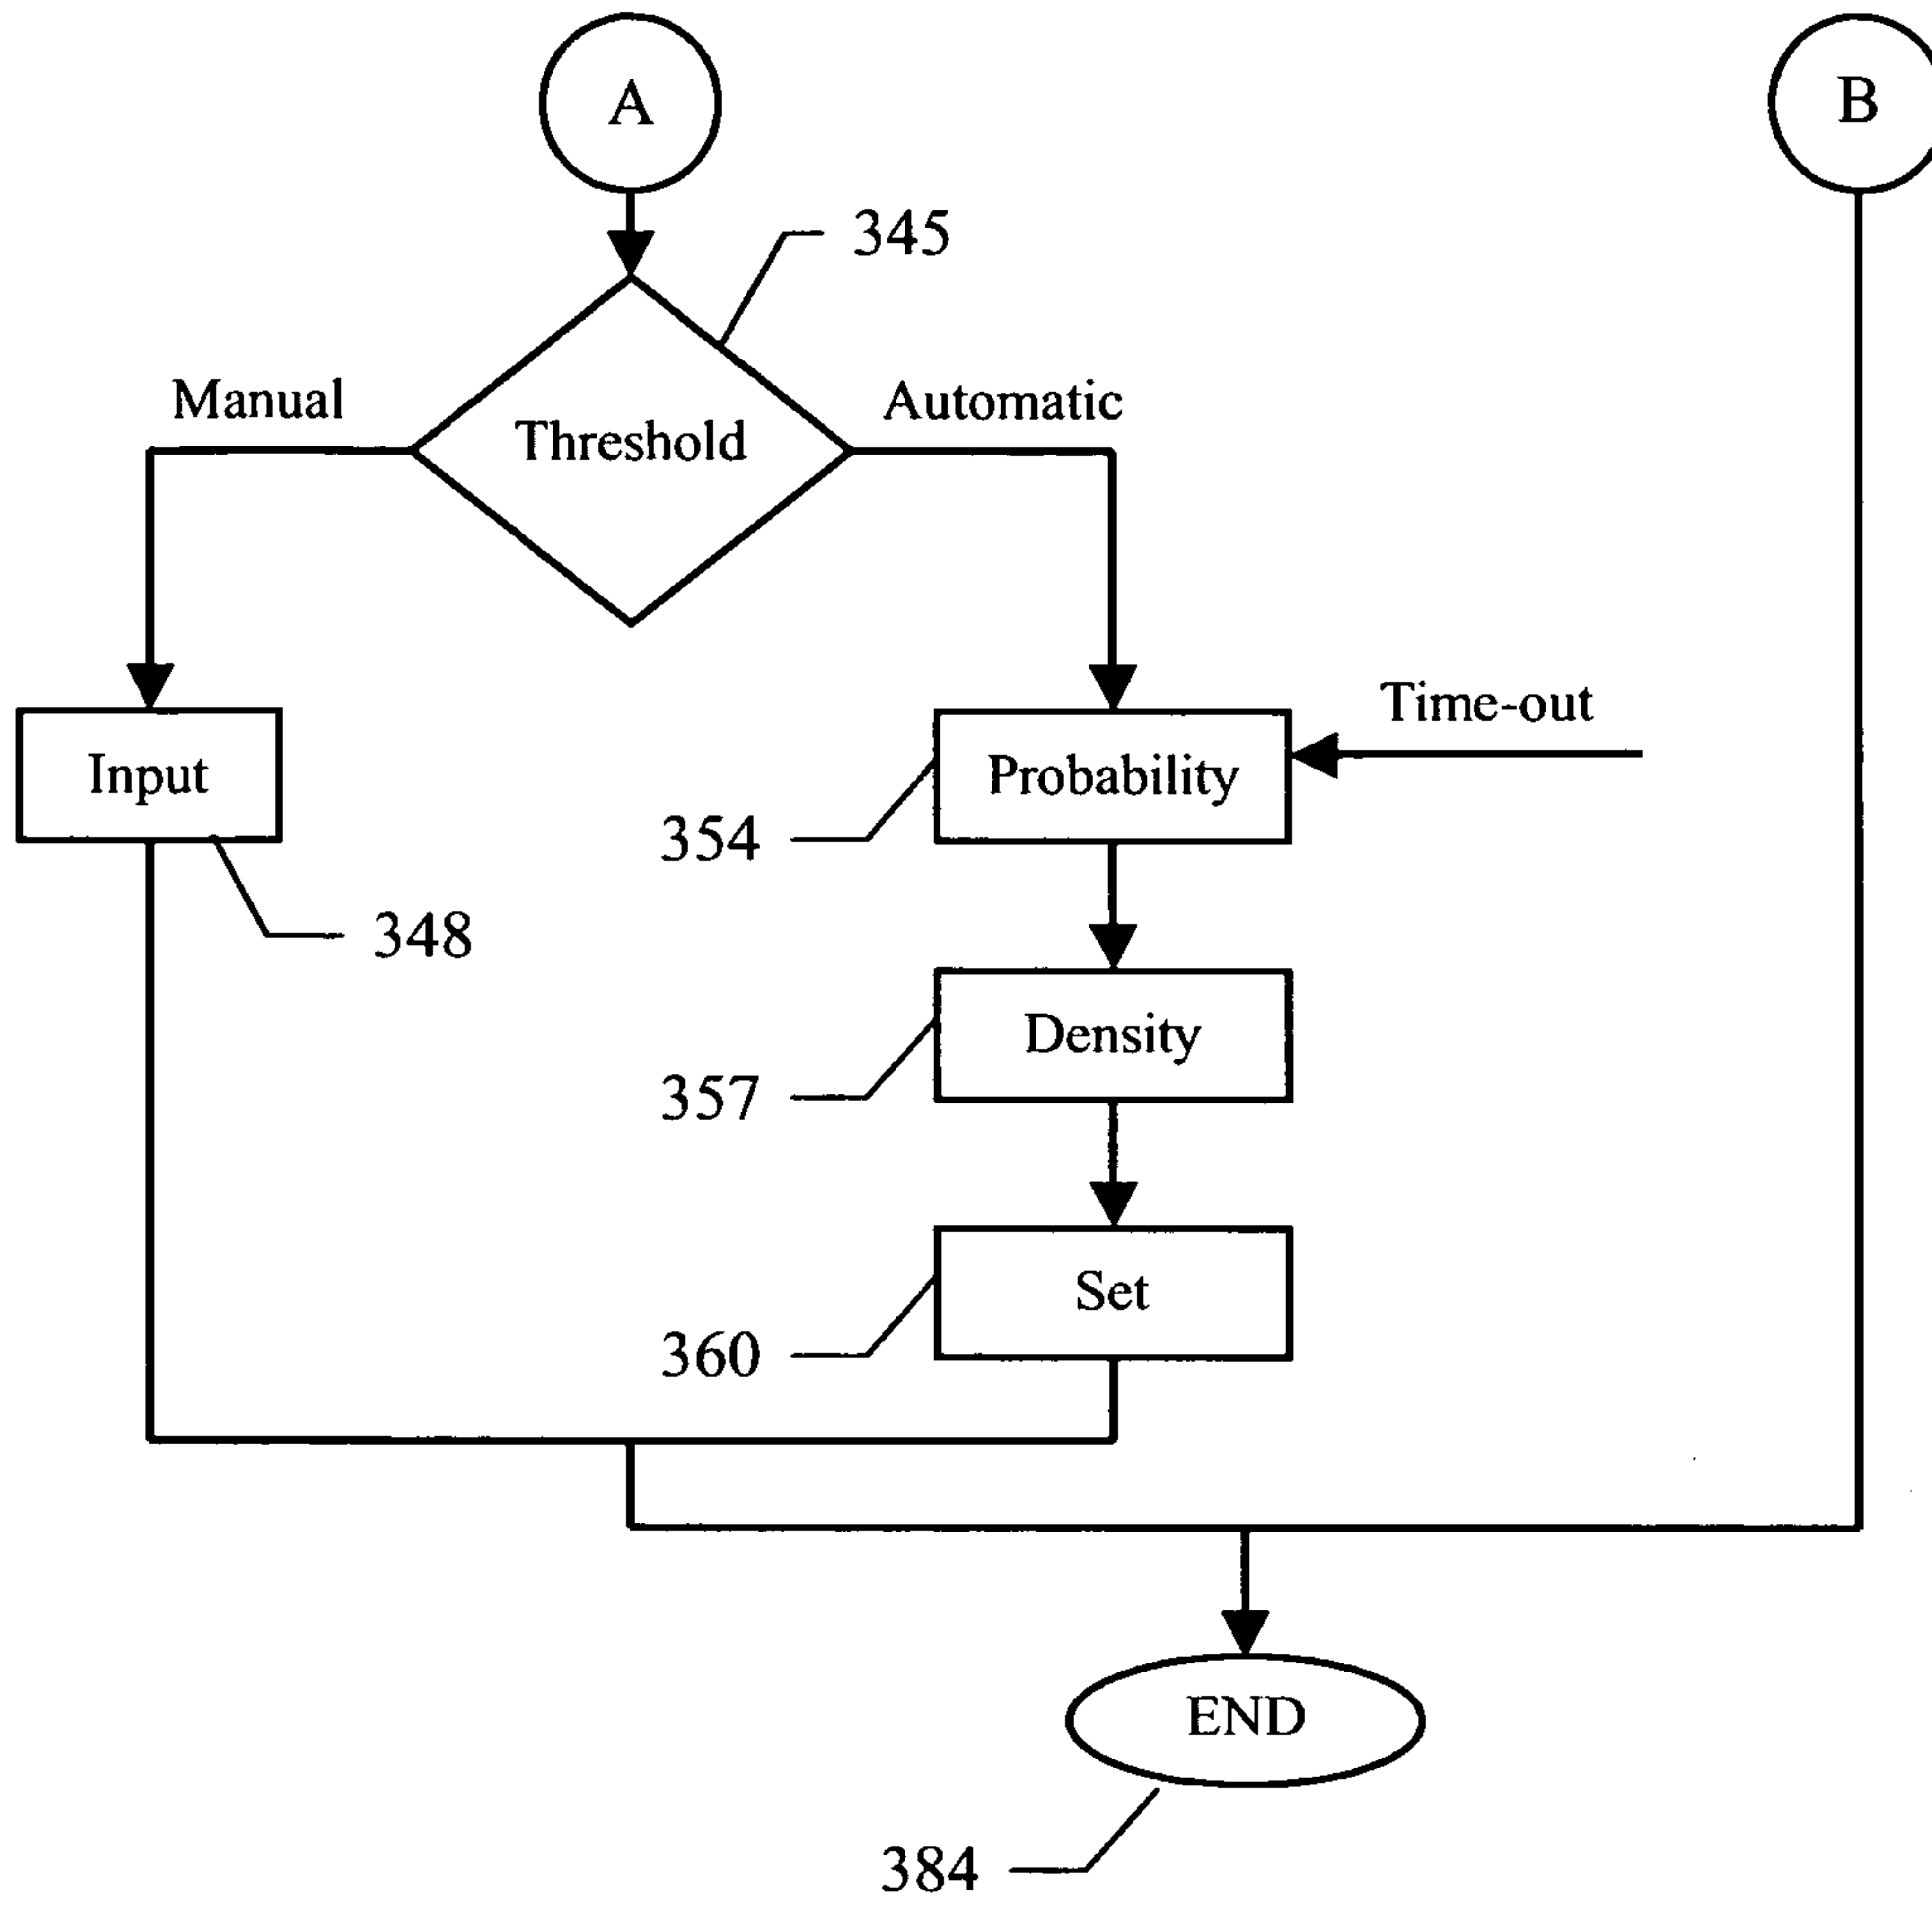 A
B
345
Manual
Automatic
Threshold
Time-out
Input
Probability
354
348
Density
357
Set
360
END
384